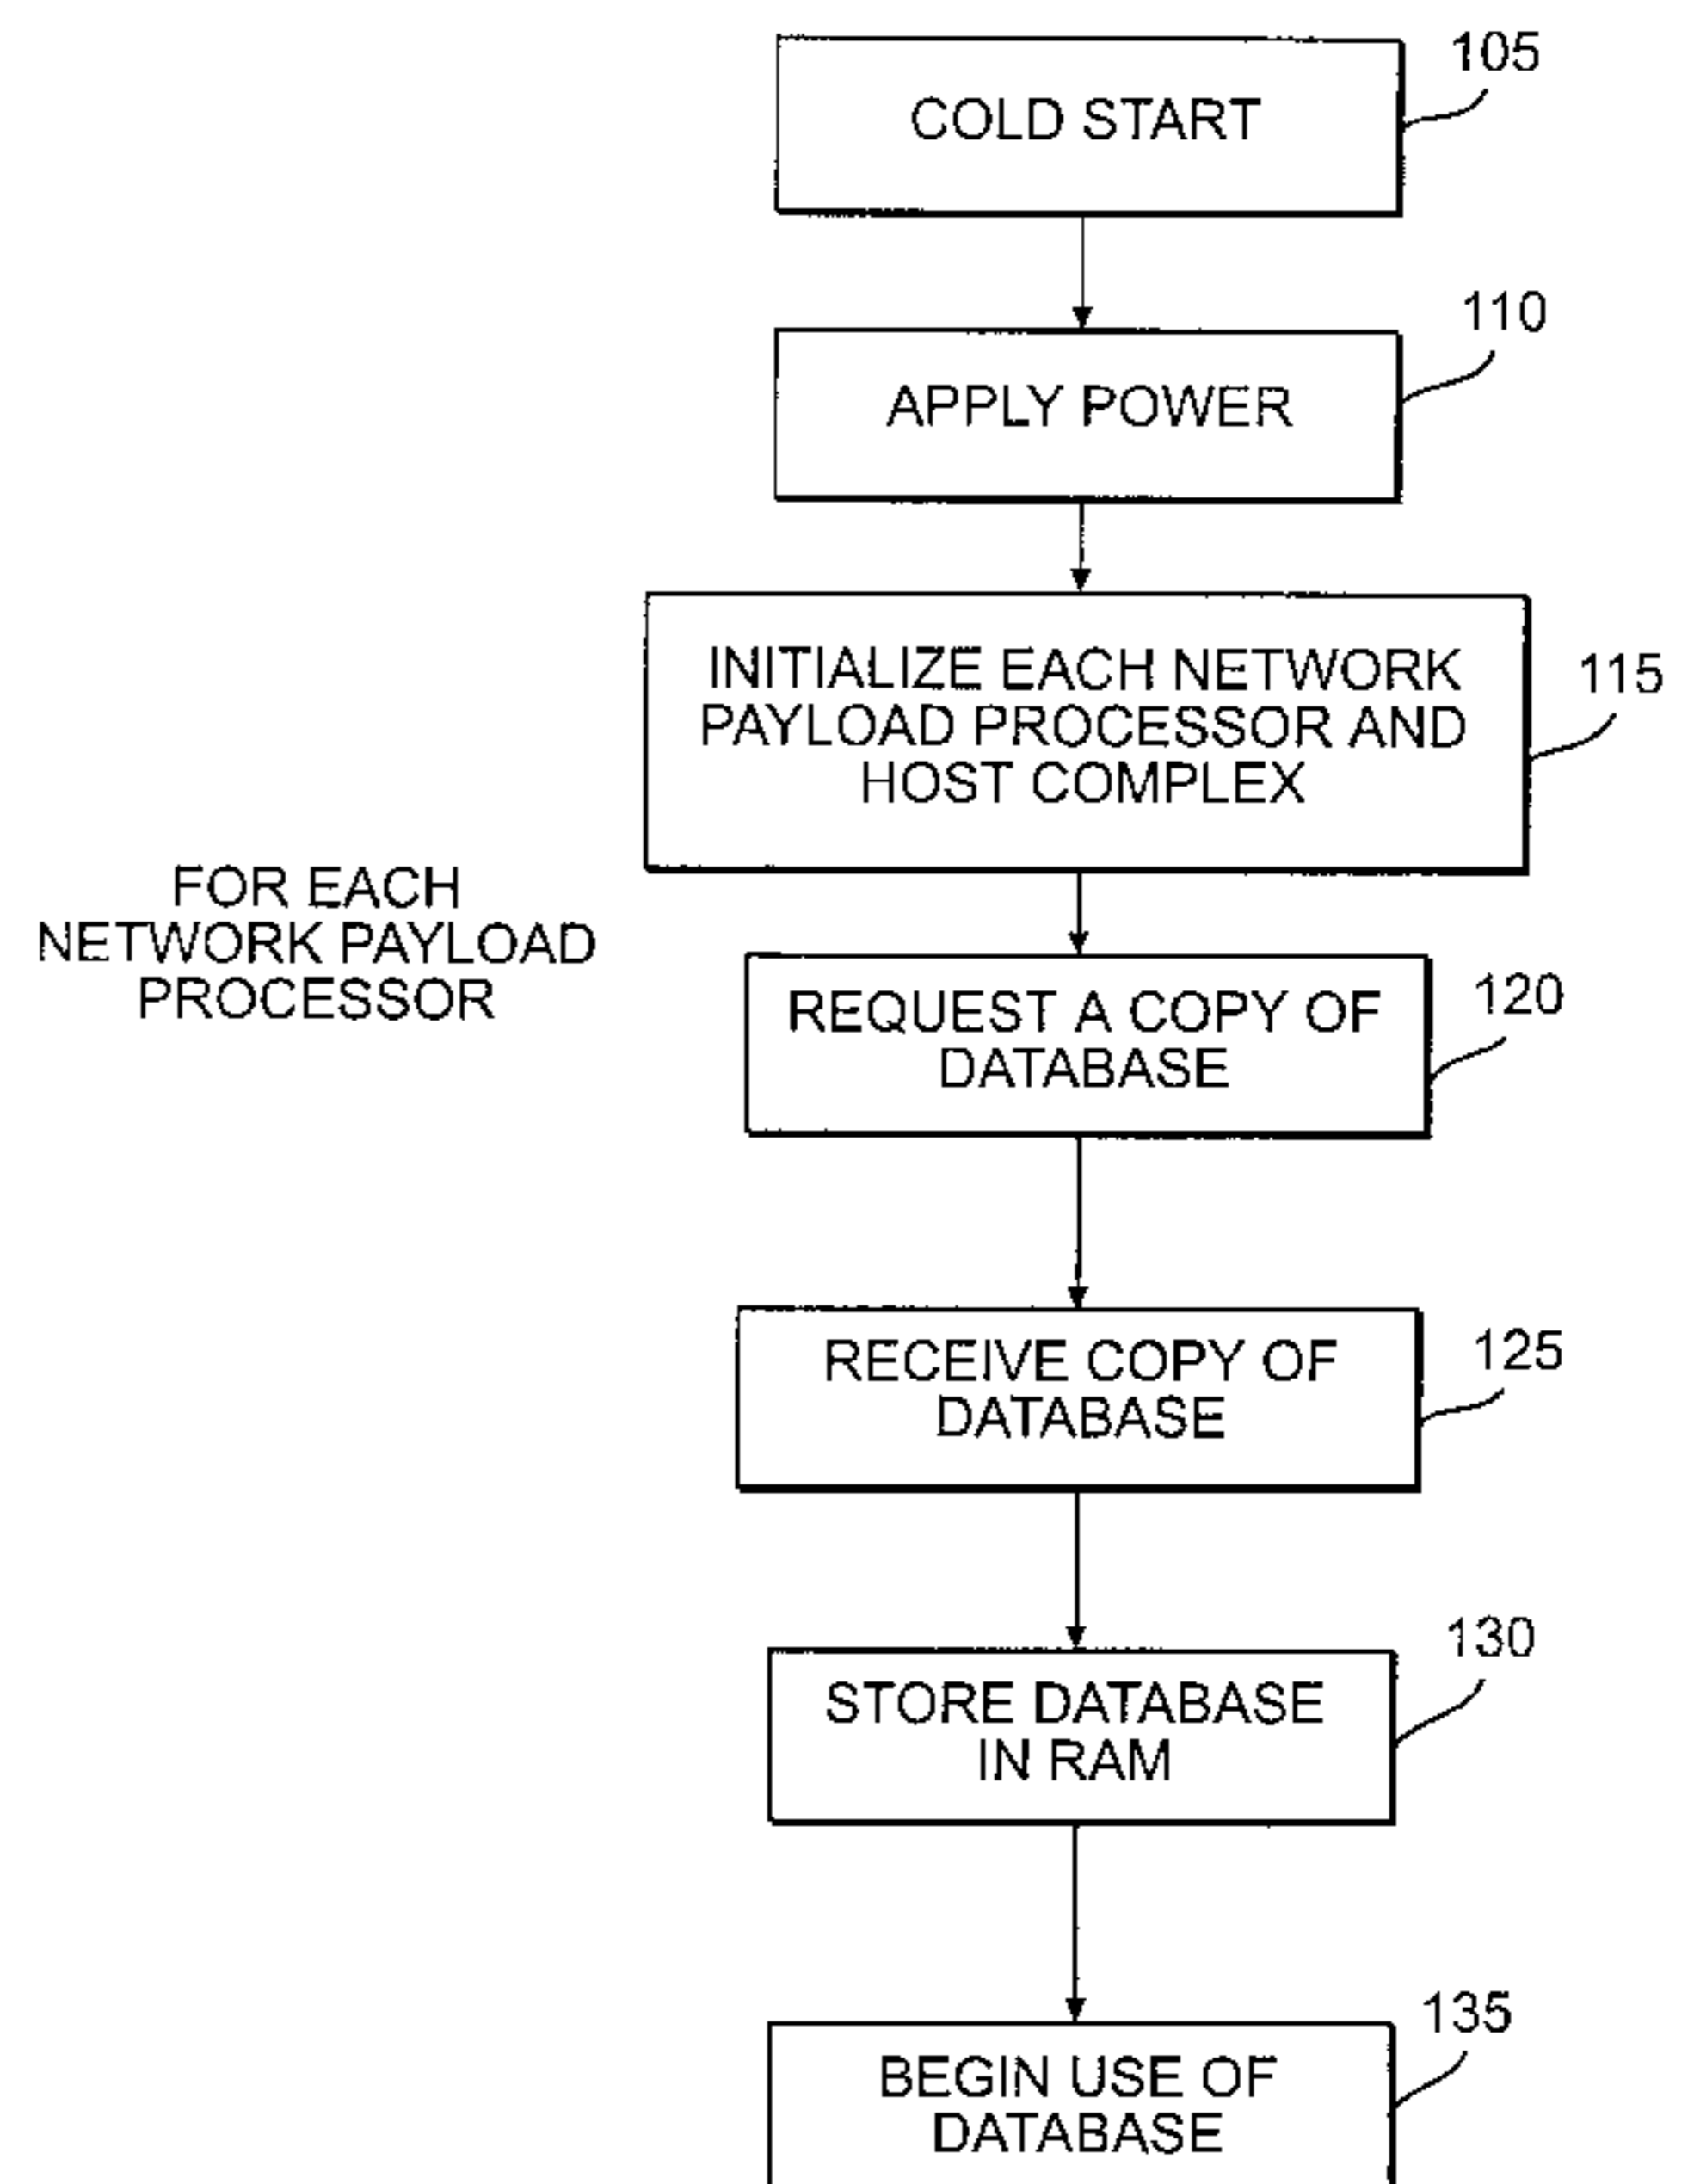 COLD START
105
APPLY POWER
110
INITIALIZE EACH NETWORK
PAYLOAD PROCESSOR AND
HOST COMPLEX
115
FOR EACH
NETWORK PAYLOAD
PROCESSOR
REQUEST A COPY OF
DATABASE
120
RECEIVE COPY OF
DATABASE
125
STORE DATABASE
IN RAM
130
BEGIN USE OF
DATABASE
135